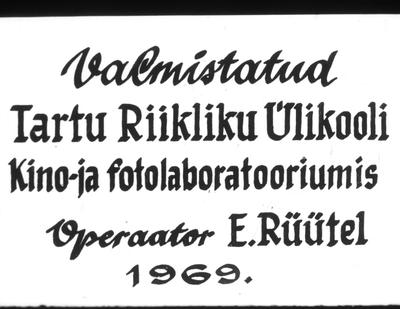 Valmistatud
Tartu Riikliku Ülikooli
Kino-ja fotolaboratooriumis
Operaator E.Rüütel
1969.